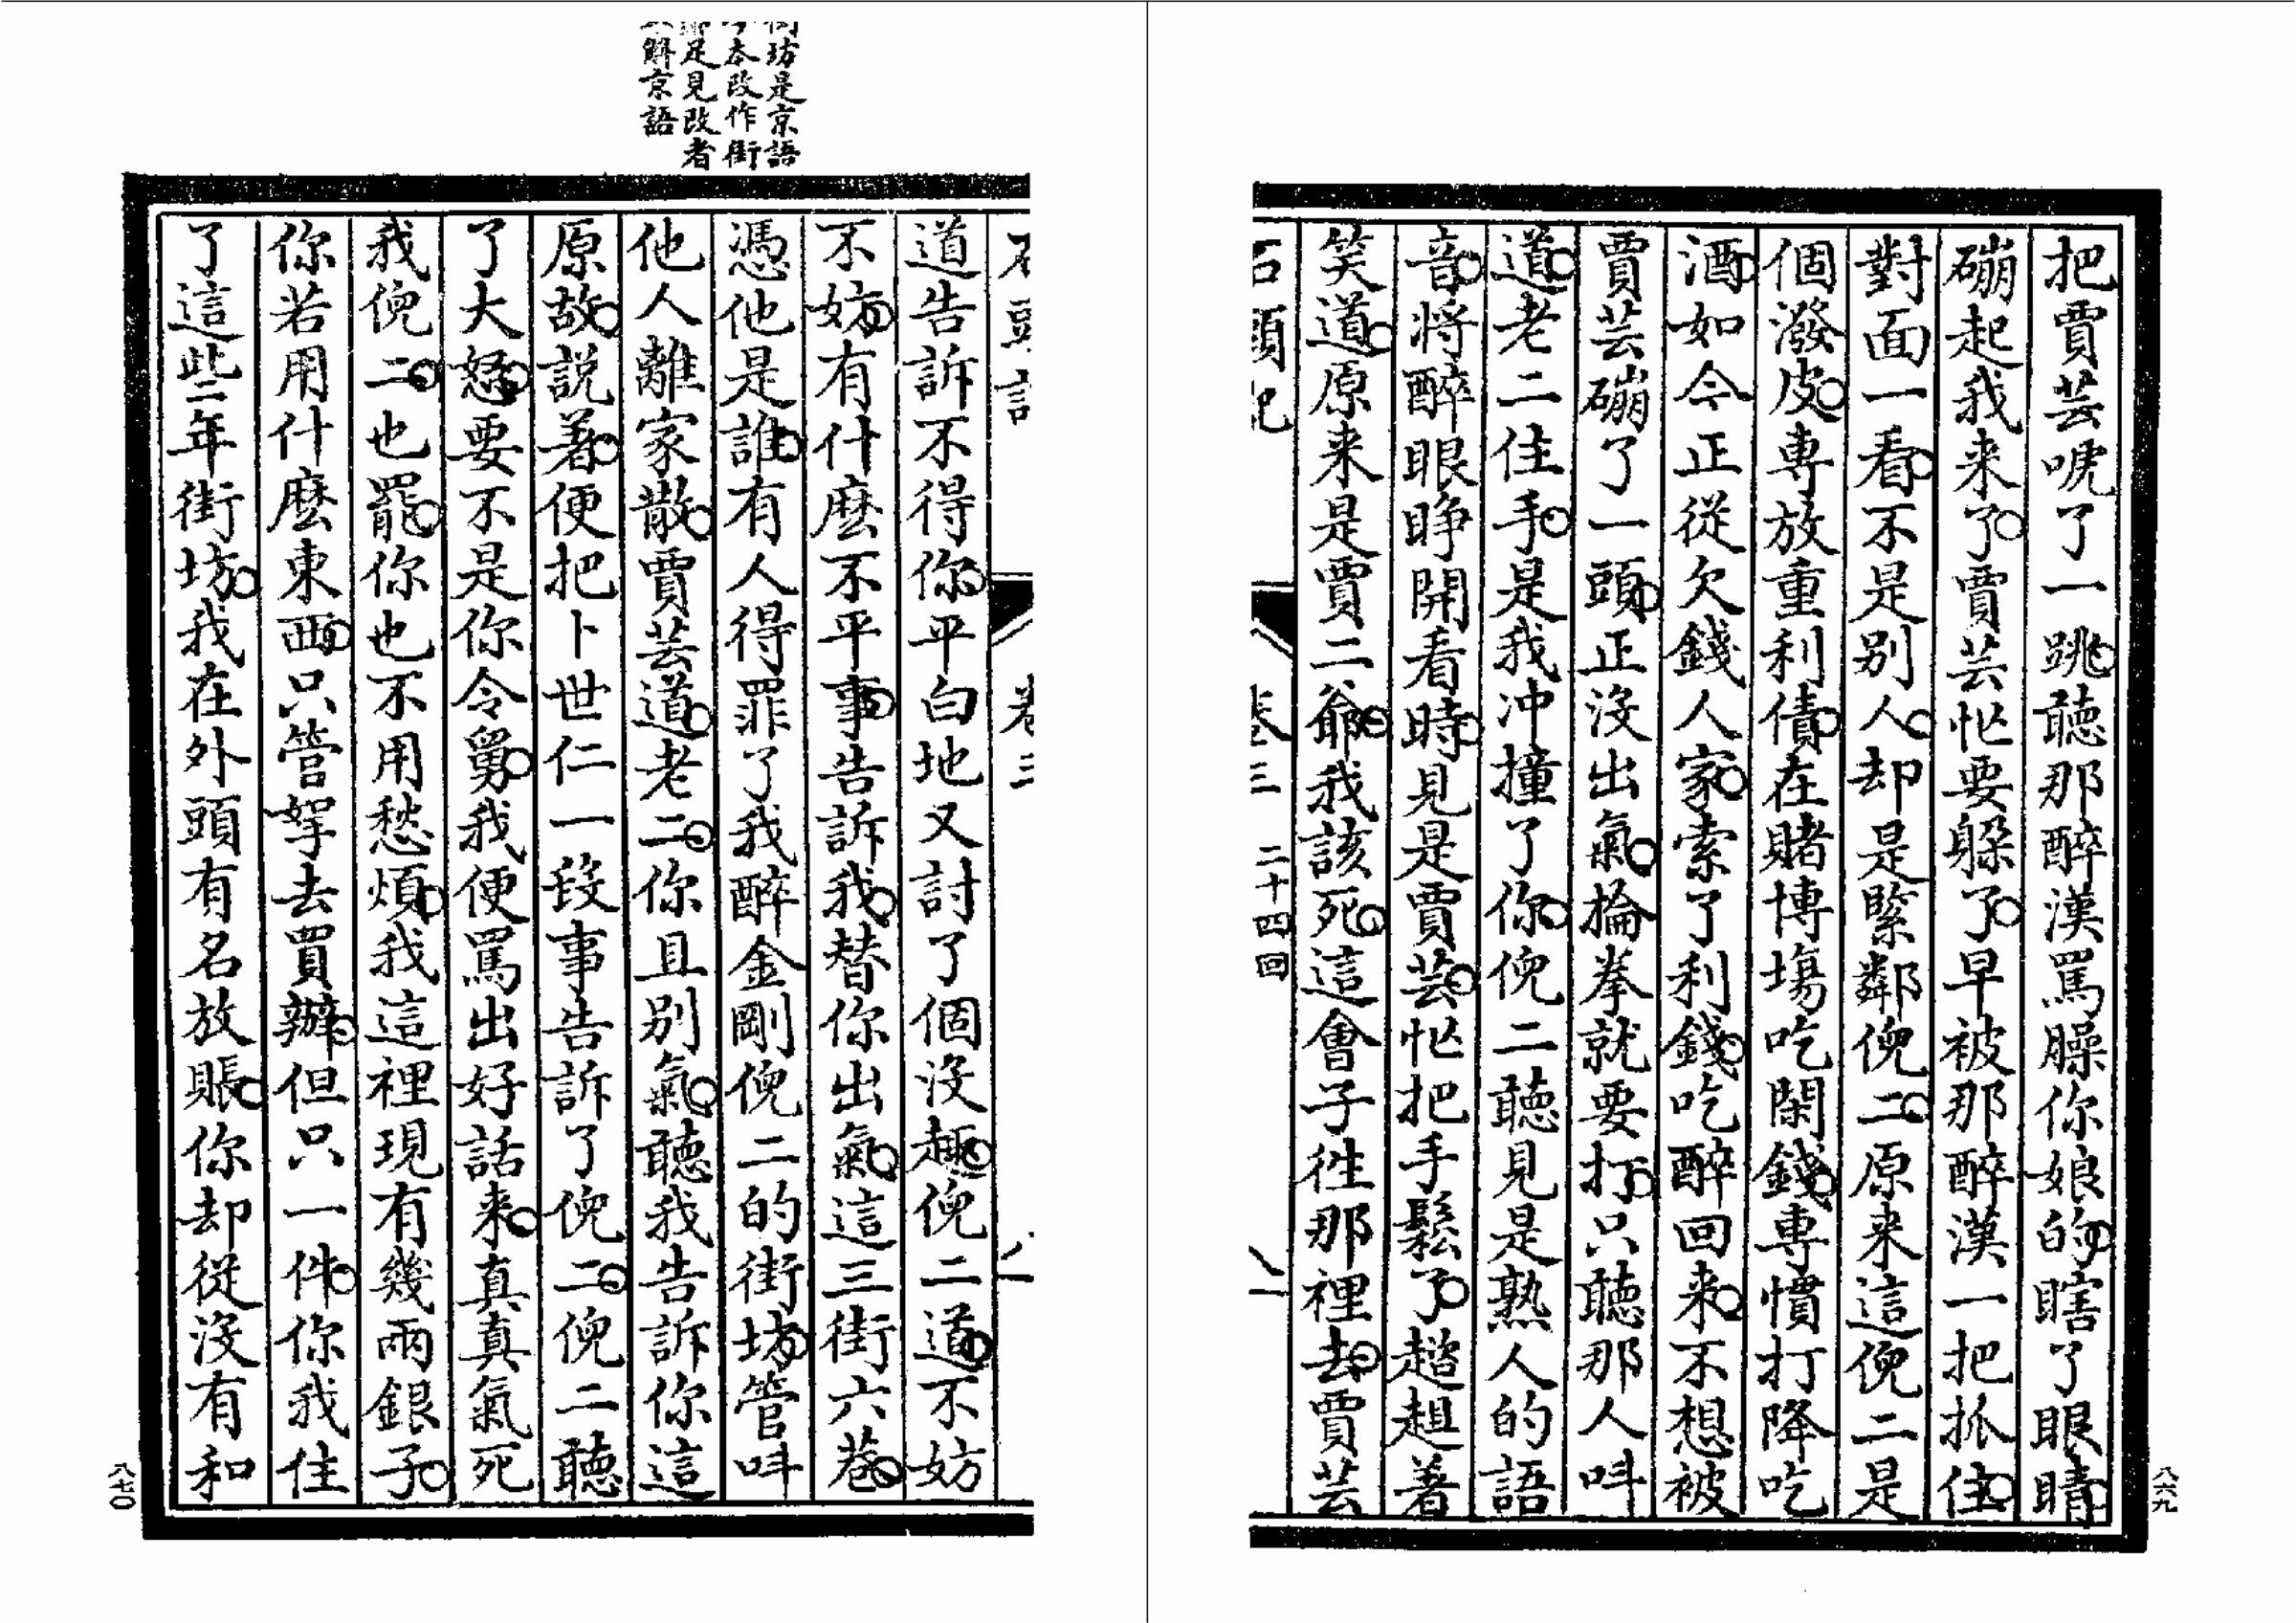 把賈芸唬了一跳聽那醉漢罵臊你娘的瞎了眼睛
磞起我来了賈芸忙要躲了早被那醉漢一把抓住
對面一看不是別人却是緊鄰倪二原来這倪二是
個潑皮專放重利債在賭博塲吃閑錢專慣打降吃
酒如今正從欠錢人家索了利錢吃醉回来不想被
賈芸磞了一頭正沒出氣掄拳就要打只聽那人呌
道老二住手是我冲撞了你倪二聽見是熟人的語
音將醉眼睜開看時見是賈芸忙把手鬆了趨趄着
笑道原来是賈二爺我該死這會子徃那裡去賈芸
石頭記 卷三 二十四回
八六九
石頭記 卷三
道告訴不得你平白地又討了個沒趣倪二道不妨
不妨有什麽不平事告訴我替你出氣這三街六巷
憑他是誰有人得罪了我醉金剛倪二的街坊管呌
他人離家散賈芸道老二你且別氣聽我告訴你這
原故説着便把卜世仁一段事告訴了倪二倪二聽
了大怒要不是你令舅我便罵出好話来真真氣死
我倪二也罷你也不用愁煩我這裡現有幾兩銀子
你若用什麽東西只管拏去買辦但只一件你我住
了這些年街坊我在外頭有名放賬你却從沒有和
街坊是京語
今本改作街
鄰足見改者
不解京語
八七〇